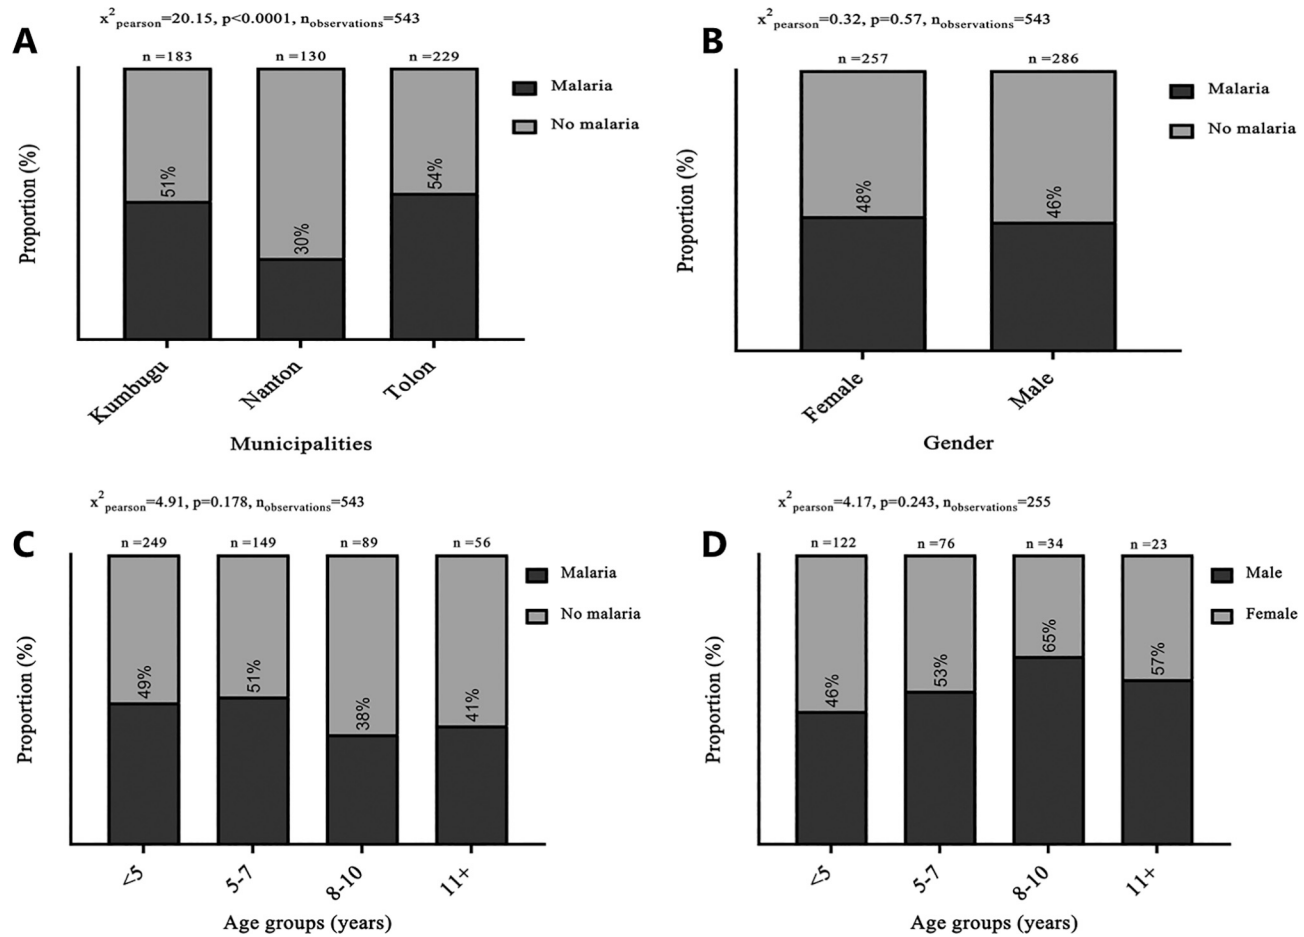 A
x²pearson=20.15, p<0.0001, nobservations=543
n =183 n =130 n =229
Malaria
No malaria
Proportion (%)
51% 30% 54%
Kumbugu Nanton Tolon
Municipalities
B
x²pearson=0.32, p=0.57, nobservations=543
n =257 n =286
Malaria
No malaria
Proportion (%)
48% 46%
Female Male
Gender
C
x²pearson=4.91, p=0.178, nobservations=543
n =249 n =149 n =89 n =56
Malaria
No malaria
Proportion (%)
49% 51% 38% 41%
<5 5-7 8-10 11+
Age groups (years)
D
x²pearson=4.17, p=0.243, nobservations=255
n =122 n =76 n =34 n =23
Male
Female
Proportion (%)
46% 53% 65% 57%
<5 5-7 8-10 11+
Age groups (years)